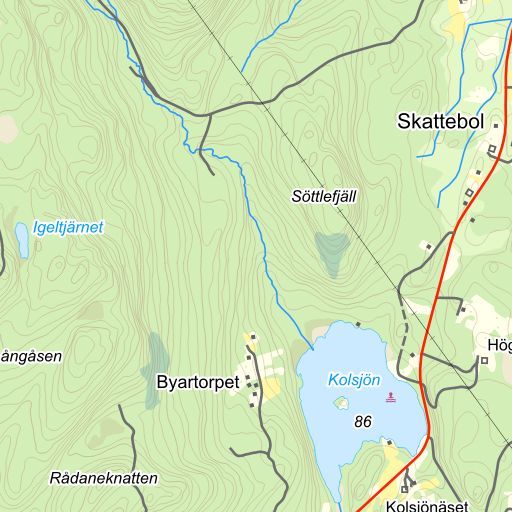 Skattebol
Söttlefjäll
Igeltjärnet
ångåsen
Hög
Kolsjön
Byartorpet
86
Rådaneknatten
Kolsjönäset